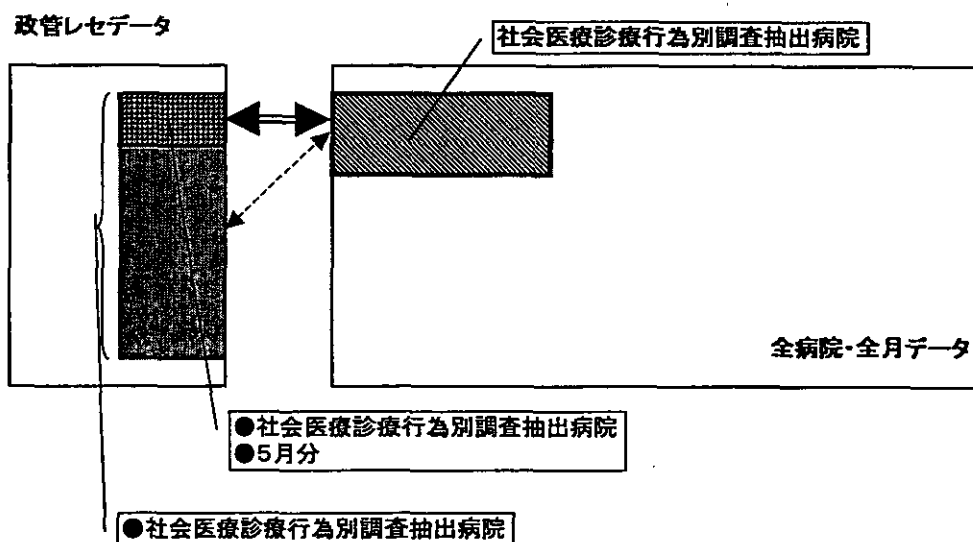 政管レセデータ
社会医療診療行為別調査抽出病院
全病院・全月データ
●社会医療診療行為別調査抽出病院
●5月分
●社会医療診療行為別調査抽出病院